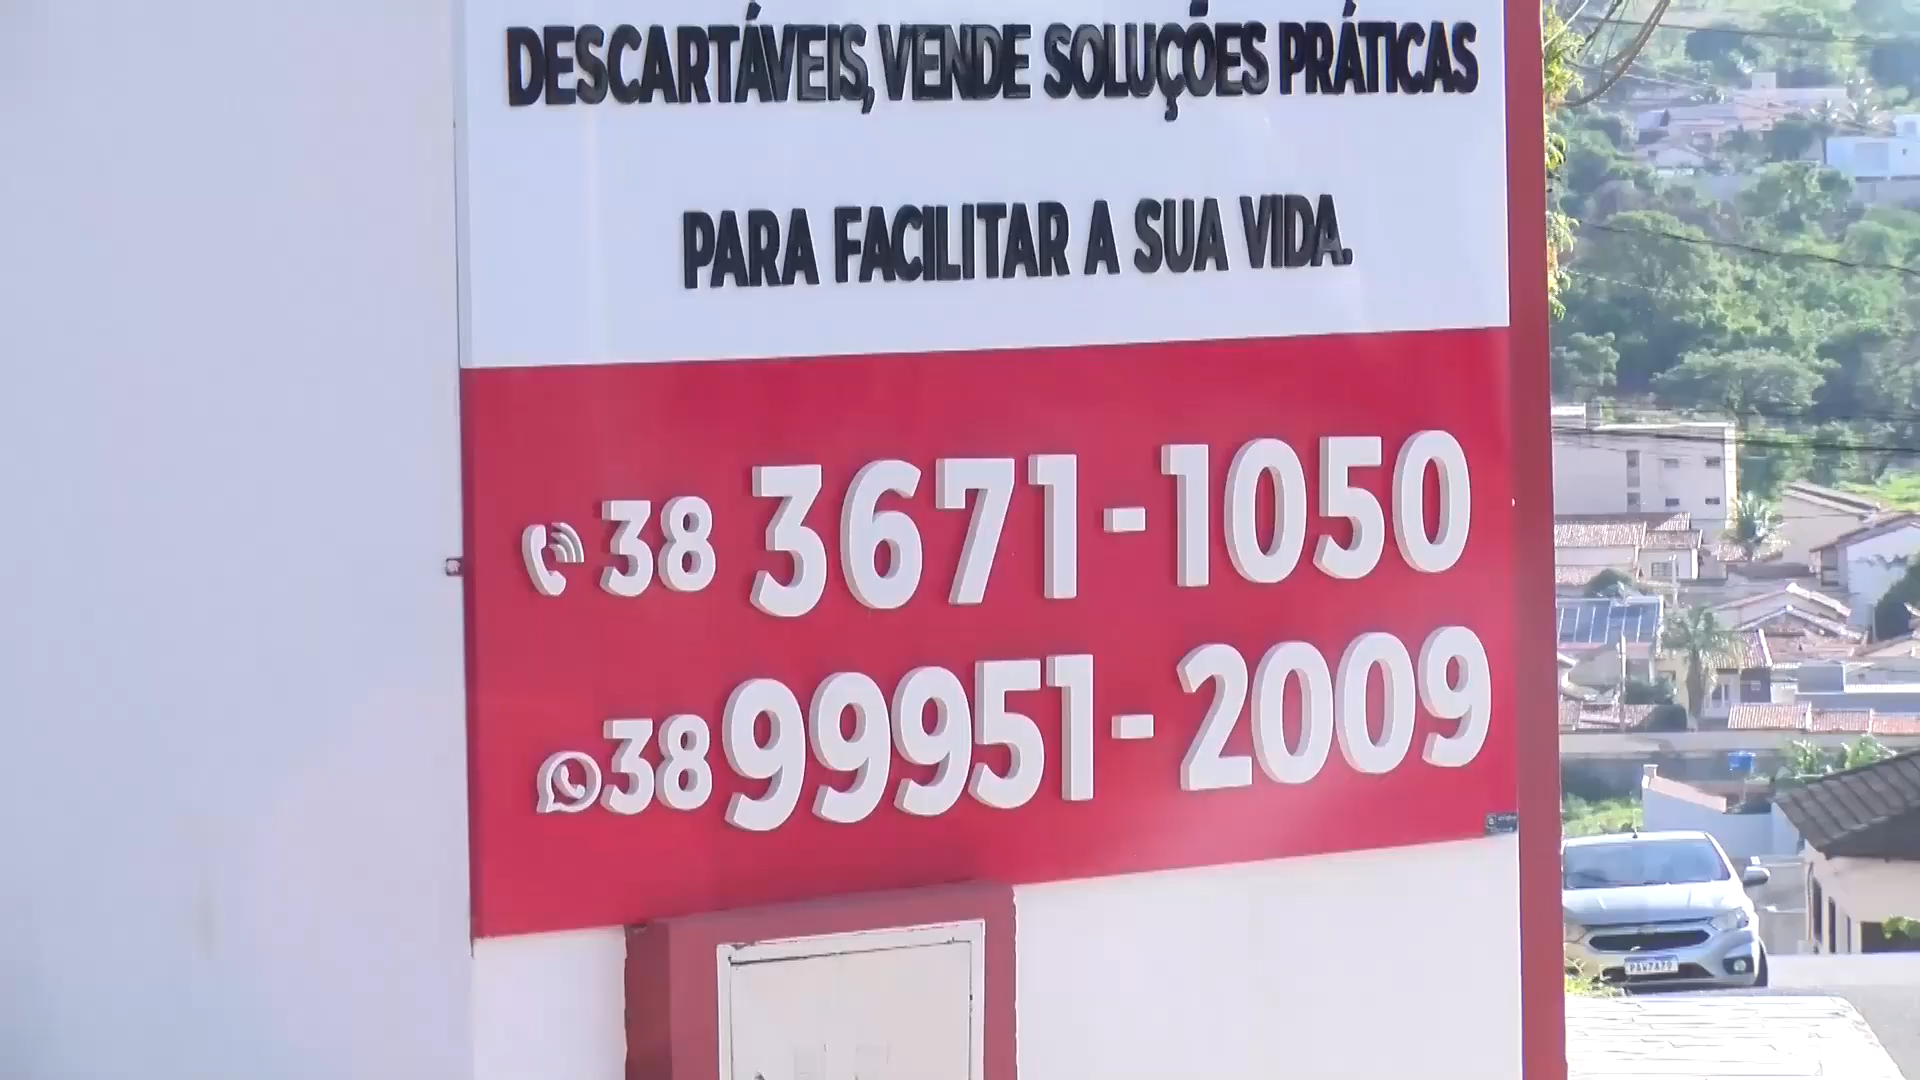 DESCARTÁVEIS, VENDE SOLUÇÕES PRÁTICAS
PARA FACILITAR A SUA VIDA.
38 3671-1050
38 99951-2009